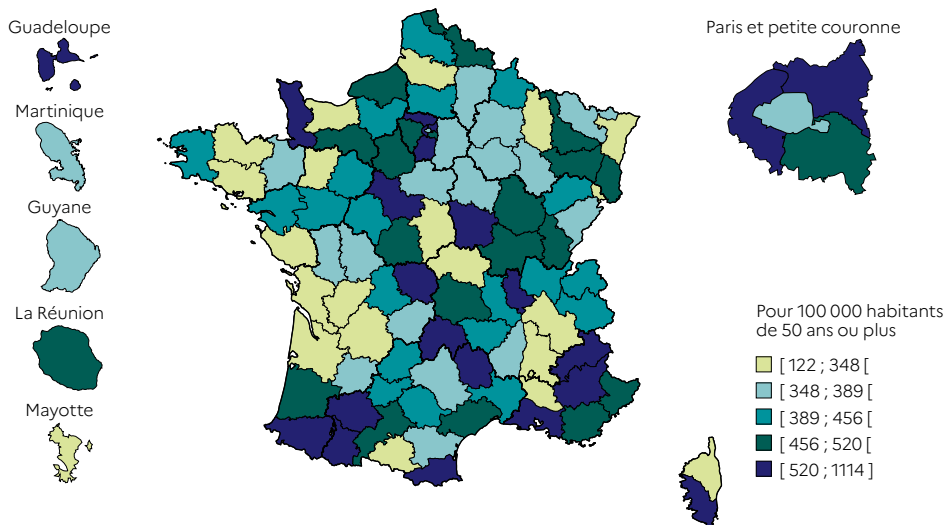 Guadeloupe
Martinique
Guyane
La Réunion
Mayotte
Paris et petite couronne
Pour 100 000 habitants
de 50 ans ou plus
[ 122 ; 348 [
[ 348 ; 389 [
[ 389 ; 456 [
[ 456 ; 520 [
[ 520 ; 1114 ]